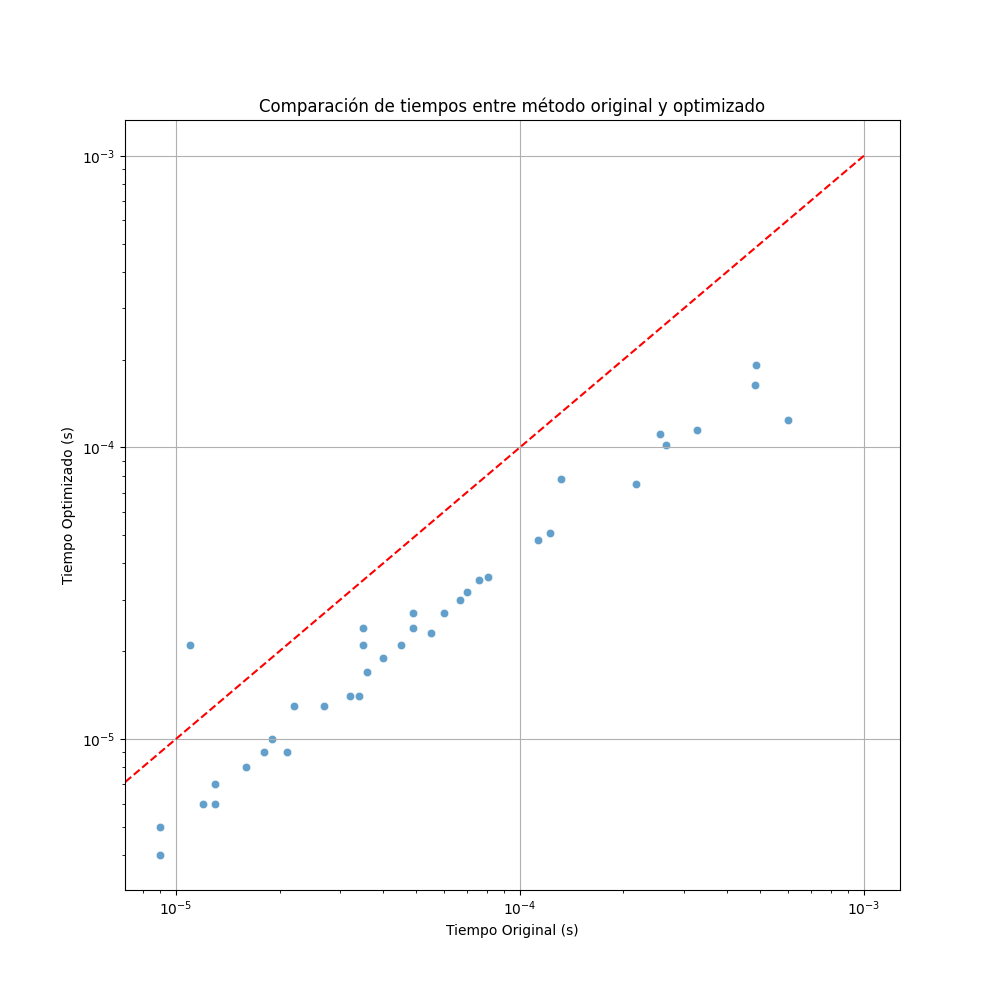 Comparación de tiempos entre método original y optimizado
10⁻³
10⁻⁴
10⁻⁵
Tiempo Optimizado (s)
10⁻⁵
10⁻⁴
10⁻³
Tiempo Original (s)